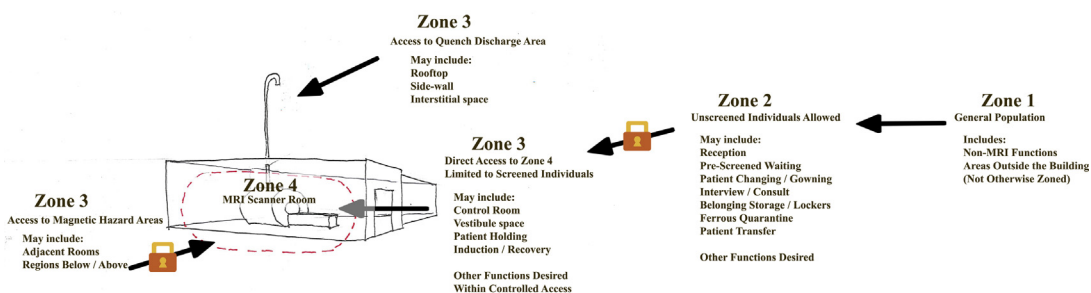 Zone 3
Access to Quench Discharge Area
May include:
Rooftop
Side-wall
Interstitial space
Zone 2
Unscreened Individuals Allowed
May include:
Reception
Pre-Screened Waiting
Patient Changing / Gowning
Interview / Consult
Belonging Storage / Lockers
Ferrous Quarantine
Patient Transfer
Other Functions Desired
Zone 1
General Population
Includes:
Non-MRI Functions
Areas Outside the Building
(Not Otherwise Zoned)
Zone 3
Direct Access to Zone 4
Limited to Screened Individuals
May include:
Control Room
Vestibule space
Patient Holding
Induction / Recovery
Other Functions Desired
Within Controlled Access
Zone 4
MRI Scanner Room
Zone 3
Access to Magnetic Hazard Areas
May include:
Adjacent Rooms
Regions Below / Above